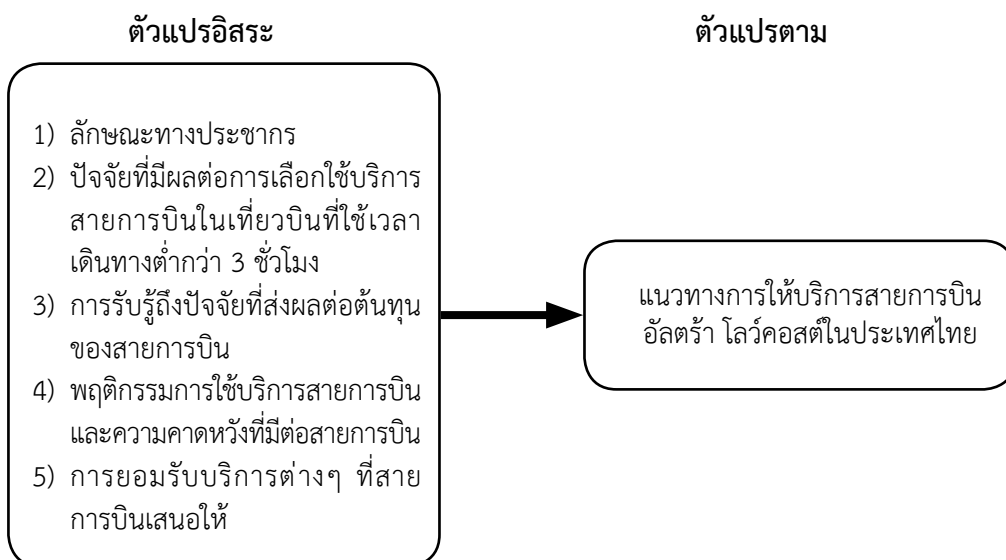 ตัวแปรอิสระ
ตัวแปรตาม
1) ลักษณะทางประชากร
2) ปัจจัยที่มีผลต่อการเลือกใช้บริการ
สายการบินในเที่ยวบินที่ใช้เวลา
เดินทางต่ำกว่า 3 ชั่วโมง
3) การรับรู้ถึงปัจจัยที่ส่งผลต่อต้นทุน
ของสายการบิน
4) พฤติกรรมการใช้บริการสายการบิน
และความคาดหวังที่มีต่อสายการบิน
5) การยอมรับบริการต่างๆ ที่สาย
การบินเสนอให้
แนวทางการให้บริการสายการบิน
อัลตร้า โลว์คอสต์ในประเทศไทย